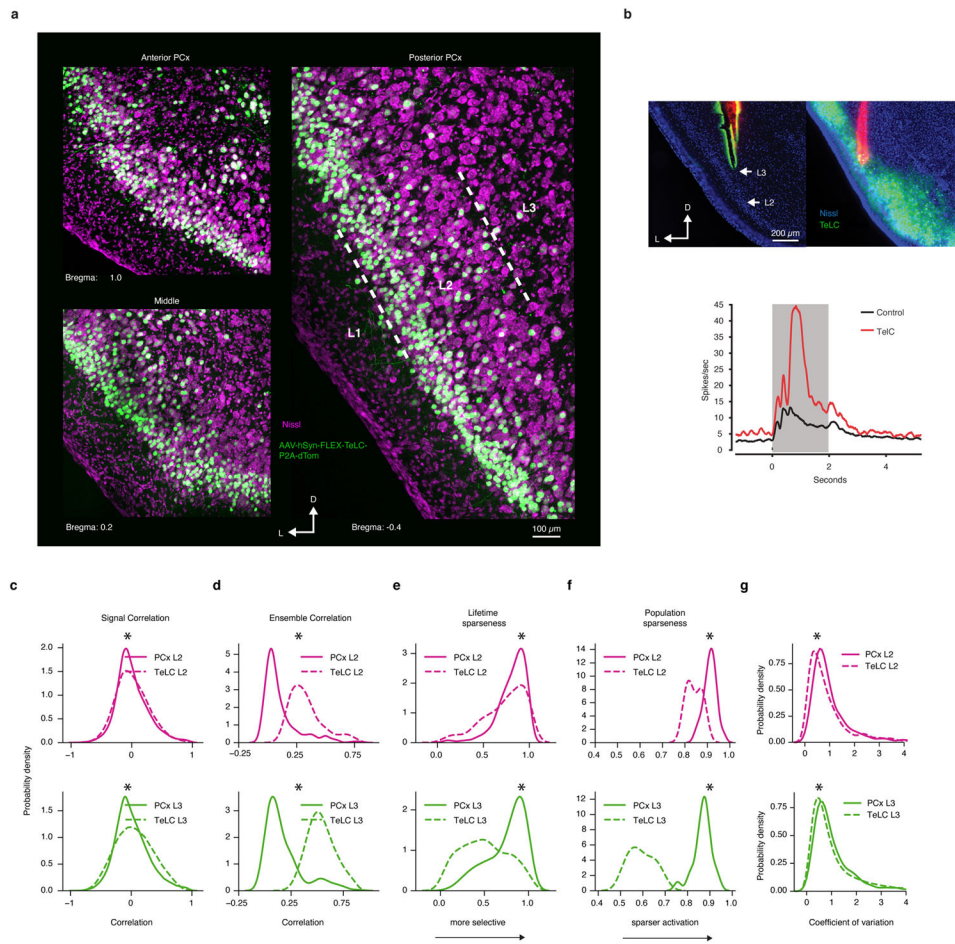 a
Anterior PCx
Posterior PCx
L3
L2
L1
Bregma: 1.0
Middle
Nissl
AAV-hSyn-FLEX-TeLC-
P2A-dTom
D
L
Bregma: 0.2
Bregma: -0.4
100 µm
b
L3
L2
D
L
200 µm
Nissl
TeLC
45
40
35
30
25
20
15
10
5
0
Spikes/sec
Control
TelC
0 2 4
Seconds
c
Signal Correlation
*
PCx L2
TeLC L2
2.0
1.5
1.0
0.5
0.0
−1 0 1
*
PCx L3
TeLC L3
2.0
1.5
1.0
0.5
0.0
−1 0 1
Probability density
Correlation
d
Ensemble Correlation
*
PCx L2
TeLC L2
5
4
3
2
1
0
−0.25 0.25 0.75
*
PCx L3
TeLC L3
3
2
1
0
−0.25 0.25 0.75
Correlation
e
Lifetime
sparseness
*
PCx L2
TeLC L2
3
2
1
0
0.0 0.5 1.0
*
PCx L3
TeLC L3
2
1
0
0.0 0.5 1.0
more selective
f
Population
sparseness
*
PCx L2
TeLC L2
14
12
10
8
6
4
2
0
0.4 0.5 0.6 0.7 0.8 0.9 1.0
*
PCx L3
TeLC L3
12
10
8
6
4
2
0
0.4 0.5 0.6 0.7 0.8 0.9 1.0
sparser activation
g
*
PCx L2
TeLC L2
0.75
0.50
0.25
0.00
Probability density
0 1 2 3 4
*
PCx L3
TeLC L3
0.75
0.50
0.25
0.00
Probability density
0 1 2 3 4
Coefficient of variation